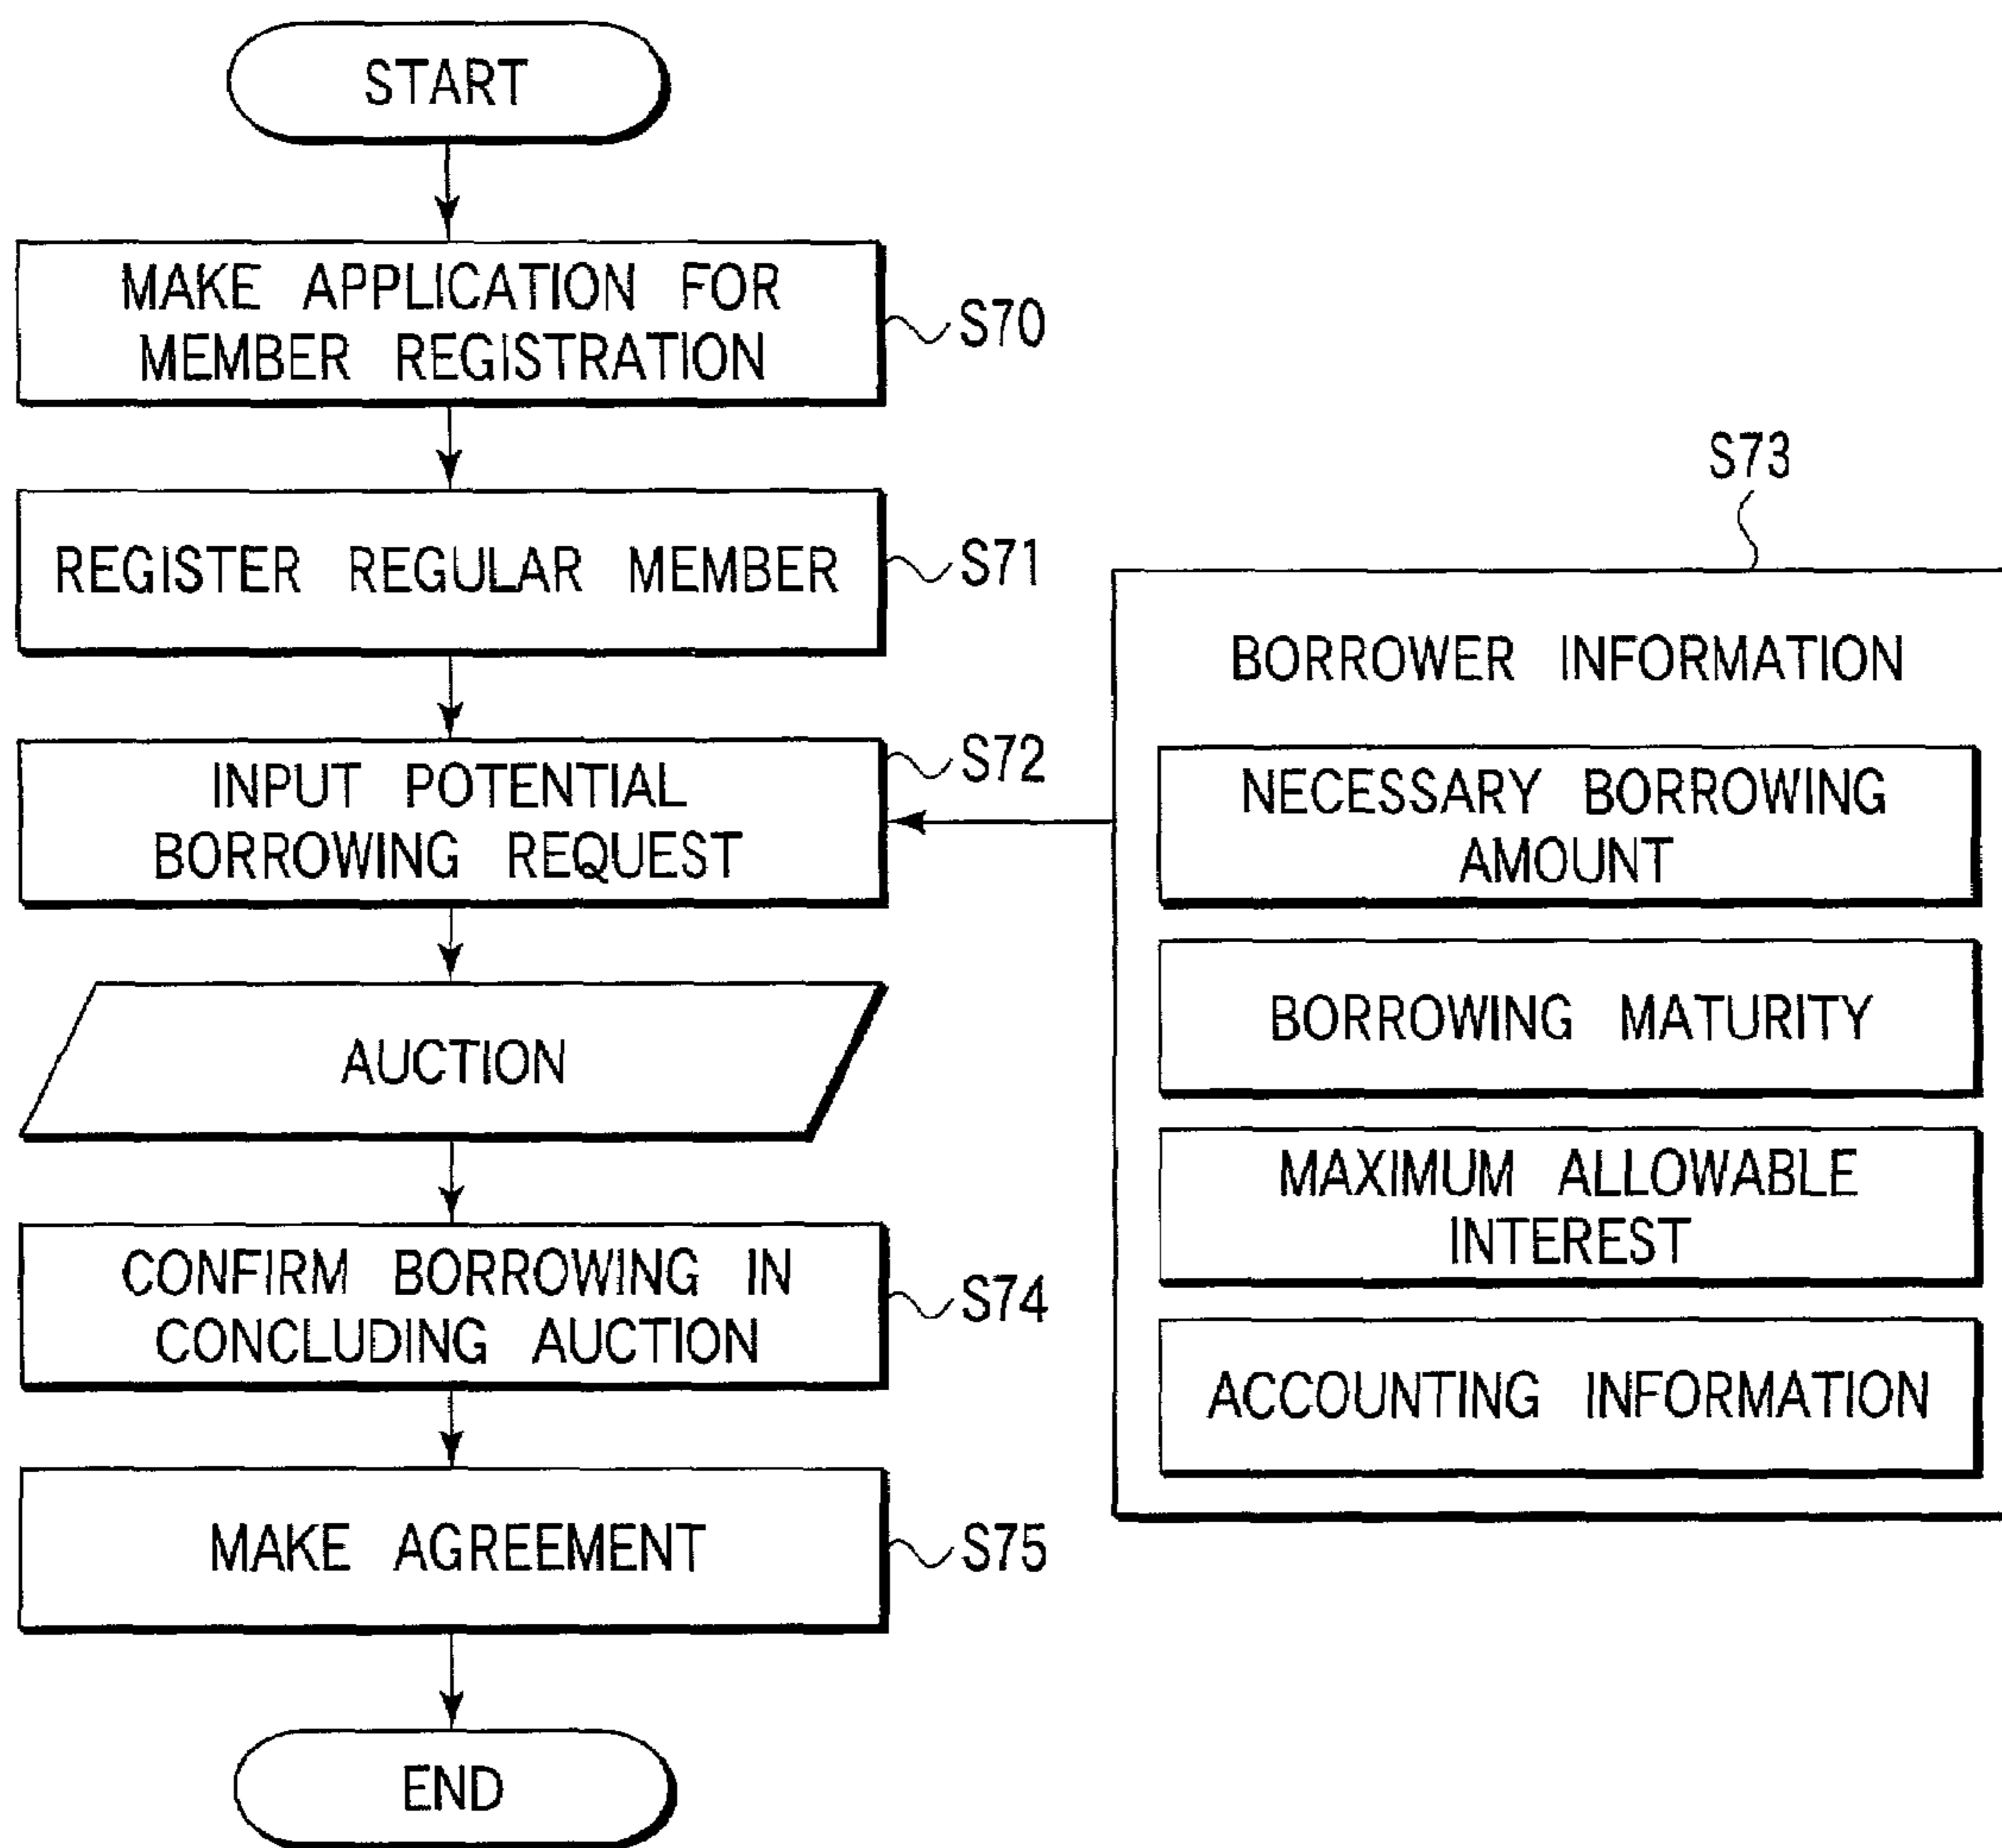 START
MAKE APPLICATION FOR
MEMBER REGISTRATION
S70
REGISTER REGULAR MEMBER
S71
INPUT POTENTIAL
BORROWING REQUEST
S72
S73
BORROWER INFORMATION
NECESSARY BORROWING
AMOUNT
BORROWING MATURITY
MAXIMUM ALLOWABLE
INTEREST
ACCOUNTING INFORMATION
AUCTION
CONFIRM BORROWING IN
CONCLUDING AUCTION
S74
MAKE AGREEMENT
S75
END